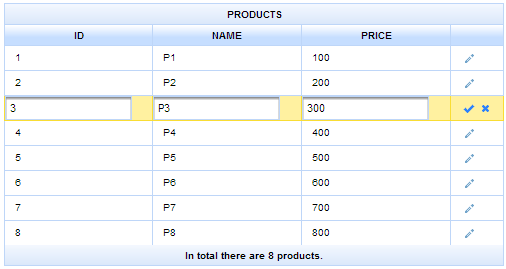 PRODUCTS
ID NAME PRICE
1 P1 100
2 P2 200
3 P3 300
4 P4 400
5 P5 500
6 P6 600
7 P7 700
8 P8 800
In total there are 8 products.